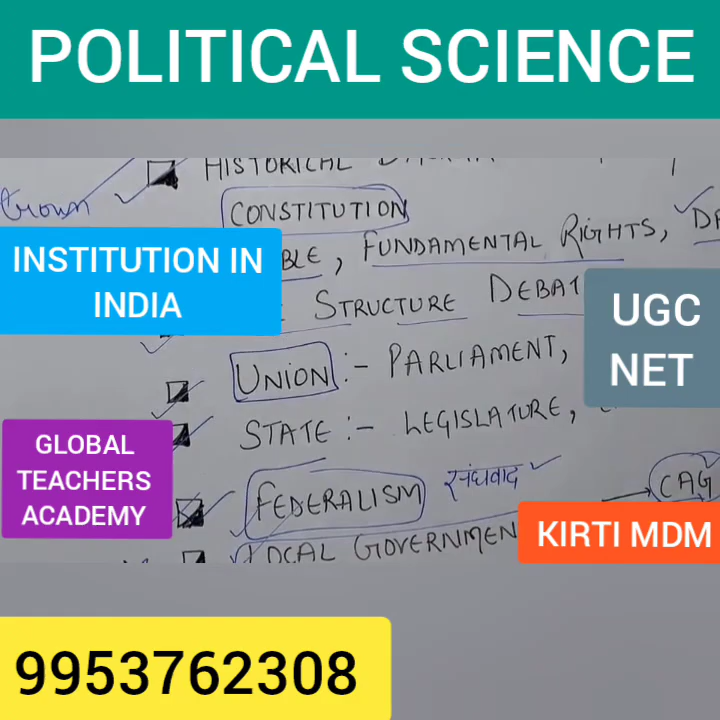 POLITICAL SCIENCE
HISTORICAL
Crown
CONSTITUTION
INSTITUTION IN
INDIA
BLE, FUNDAMENTAL RIGHTS,
STRUCTURE DEBAT
UGC
NET
UNION :- PARLIAMENT,
STATE :- LEGISLATURE,
GLOBAL
TEACHERS
ACADEMY
FEDERALISM संघवाद
CAG
KIRTI MDM
LOCAL GOVERNMEN
9953762308